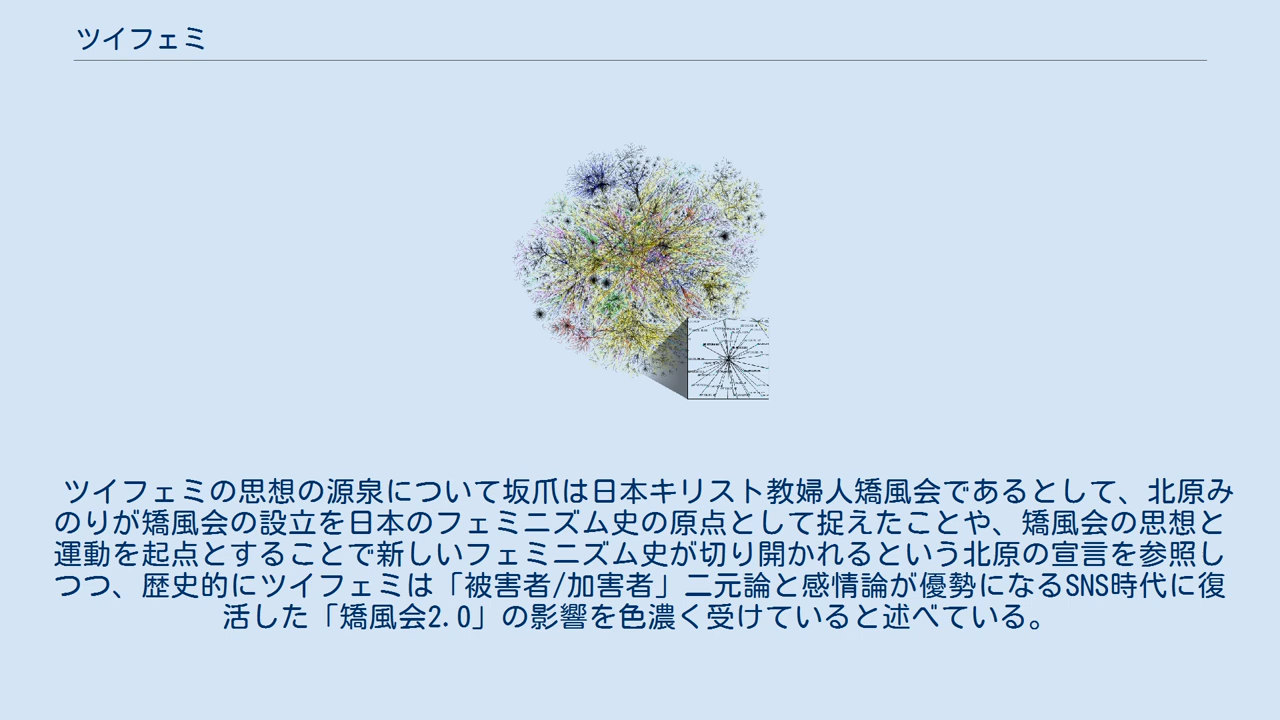 ツイフェミ
ツイフェミの思想の源泉について坂爪は日本キリスト教婦人矯風会であるとして、北原み
のりが矯風会の設立を日本のフェミニズム史の原点として捉えたことや、矯風会の思想と
運動を起点とすることで新しいフェミニズム史が切り開かれるという北原の宣言を参照し
つつ、歴史的にツイフェミは「被害者/加害者」二元論と感情論が優勢になるSNS時代に復
活した「矯風会2.0」の影響を色濃く受けていると述べている。